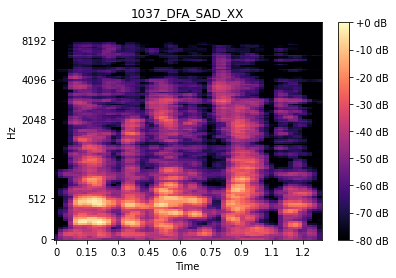 1037_DFA_SAD_XX
+0 dB
8192
-10 dB
4096
-20 dB
-30 dB
2048
Hz
-40 dB
1024
-50 dB
512
-60 dB
-70 dB
0
-80 dB
0 0.15 0.3 0.45 0.6 0.75 0.9 1.1 1.2
Time